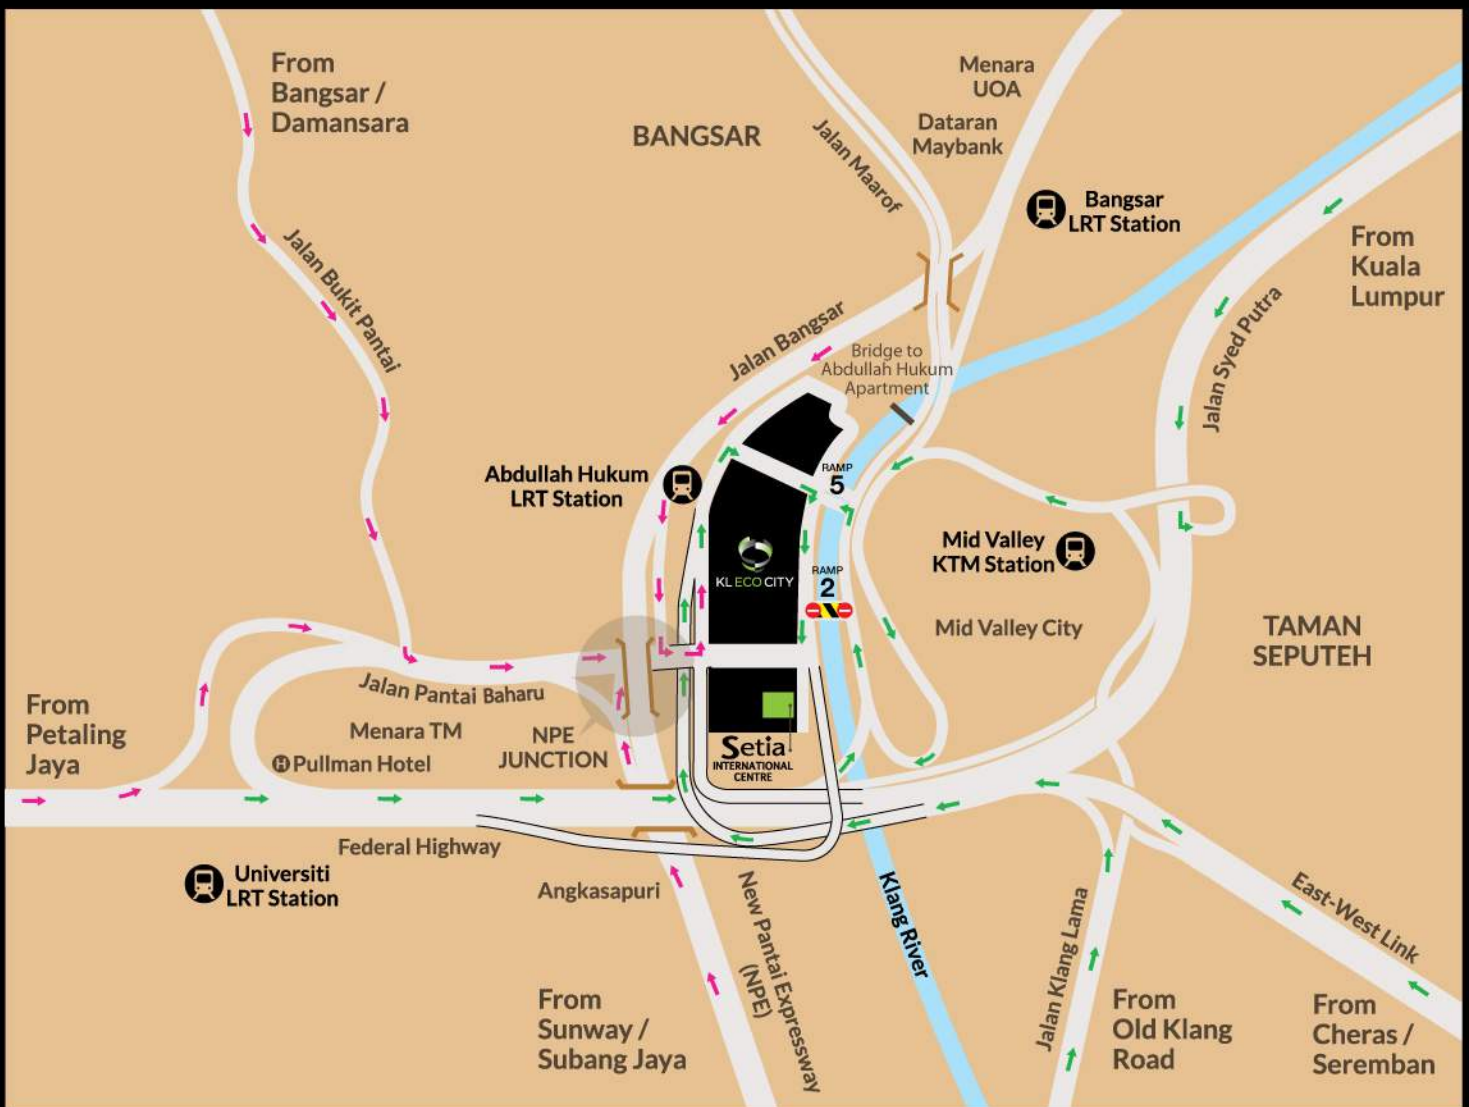 From
Bangsar /
Damansara
BANGSAR
Menara
UOA
Dataran
Maybank
Jalan Maarof
Bangsar
LRT Station
From
Kuala
Lumpur
Jalan Bukit Pantai
Jalan Bangsar
Jalan Syed Putra
Bridge to
Abdullah Hukum
Apartment
Abdullah Hukum
LRT Station
RAMP
5
Mid Valley
KTM Station
KL ECO CITY
RAMP
2
Mid Valley City
TAMAN
SEPUTEH
Jalan Pantai Baharu
From
Petaling
Jaya
Menara TM
H Pullman Hotel
NPE
JUNCTION
Setia
INTERNATIONAL
CENTRE
Federal Highway
Universiti
LRT Station
Angkasapuri
New Pantai Expressway
(NPE)
Klang River
Jalan Klang Lama
East-West Link
From
Sunway /
Subang Jaya
From
Old Klang
Road
From
Cheras /
Seremban